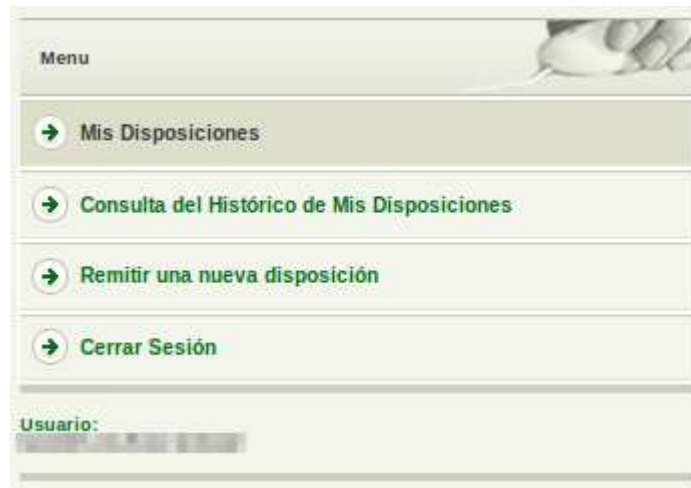 Menu
Mis Disposiciones
Consulta del Histórico de Mis Disposiciones
Remitir una nueva disposición
Cerrar Sesión
Usuario: